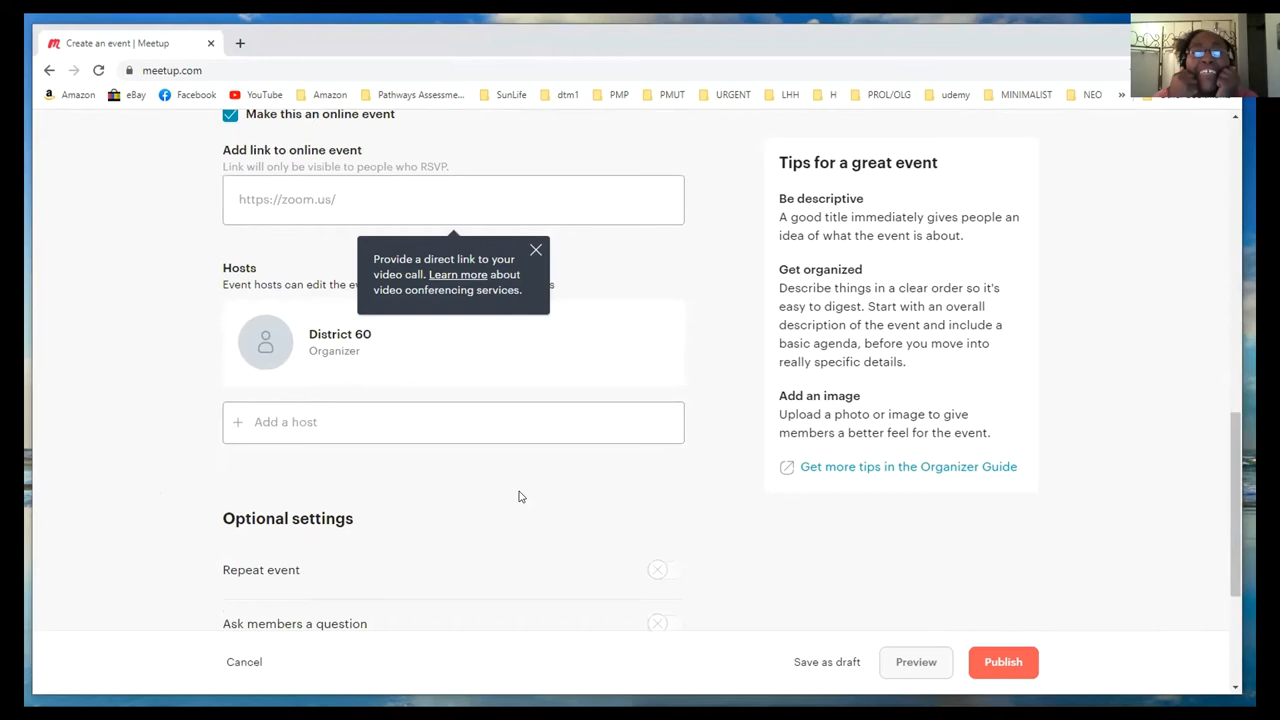 Create an event | Meetup
meetup.com
Amazon
eBay
Facebook
YouTube
Amazon
Pathways Assessme...
SunLife
dtm1
PMP
PMUT
URGENT
LHH
H
PROL/OLG
udemy
MINIMALIST
NEO
Make this an online event
Add link to online event
Link will only be visible to people who RSVP.
https://zoom.us/
Provide a direct link to your
video call. Learn more about
video conferencing services.
Hosts
Event hosts can edit the
District 60
Organizer
+ Add a host
Optional settings
Repeat event
Ask members a question
Tips for a great event
Be descriptive
A good title immediately gives people an
idea of what the event is about.
Get organized
Describe things in a clear order so it's
easy to digest. Start with an overall
description of the event and include a
basic agenda, before you move into
really specific details.
Add an image
Upload a photo or image to give
members a better feel for the event.
Get more tips in the Organizer Guide
Cancel
Save as draft
Preview
Publish